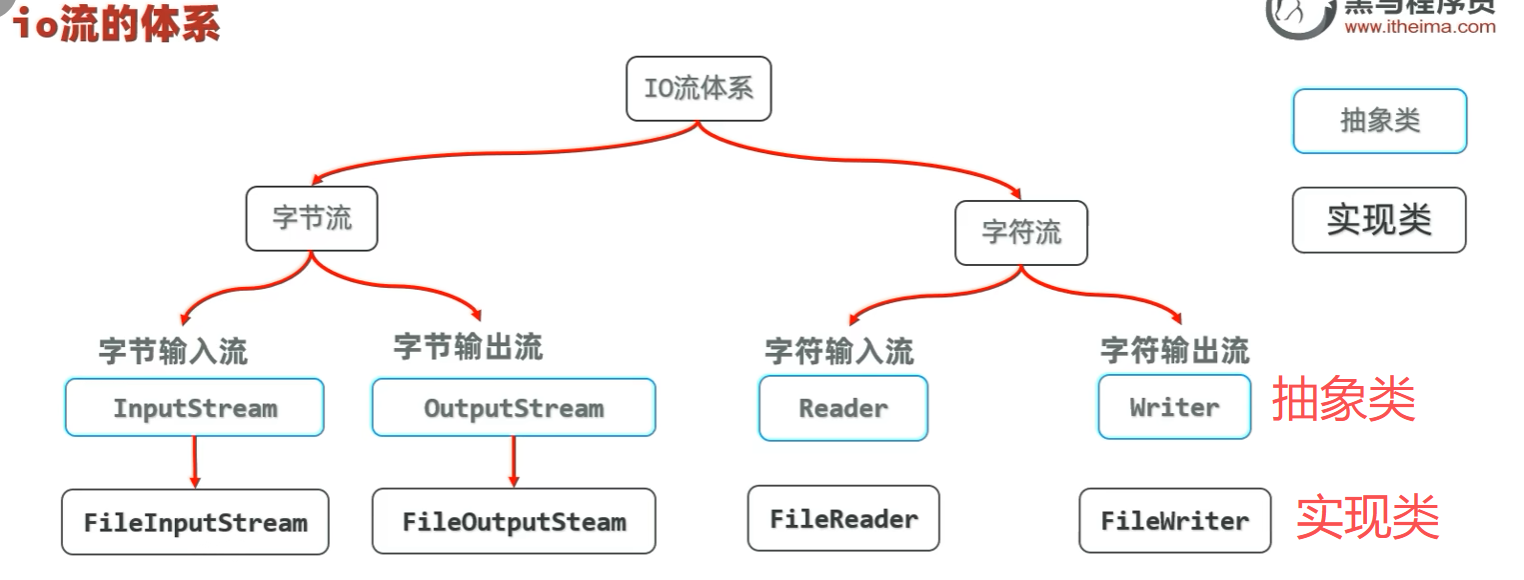 io流的体系
黑马程序员
www.itheima.com
IO流体系
抽象类
实现类
字节流
字符流
字节输入流
字节输出流
字符输入流
字符输出流
InputStream
OutputStream
Reader
Writer
抽象类
FileInputStream
FileOutputSteam
FileReader
FileWriter
实现类